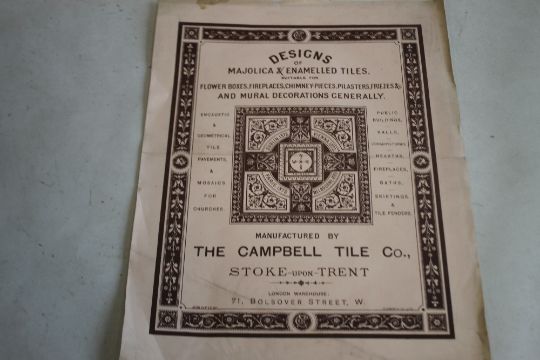 DESIGNS
OF
MAJOLICA & ENAMELLED TILES.
SUITABLE FOR
FLOWER BOXES, FIREPLACES, CHIMNEY PIECES, PILASTERS, FRIEZES &c
AND MURAL DECORATIONS GENERALLY.
ENCAUSTIC
&
GEOMETRICAL
TILE
PAVEMENTS,
&
MOSAICS
FOR
CHURCHES,
PUBLIC
BUILDINGS,
HALLS,
CONSERVATORIES,
HEARTHS,
FIREPLACES,
BATHS,
SKIRTINGS
&
TILE FENDERS.
MANUFACTURED BY
THE CAMPBELL TILE Co.,
STOKE-UPON-TRENT
LONDON WAREHOUSE:
71, BOLSOVER STREET, W.